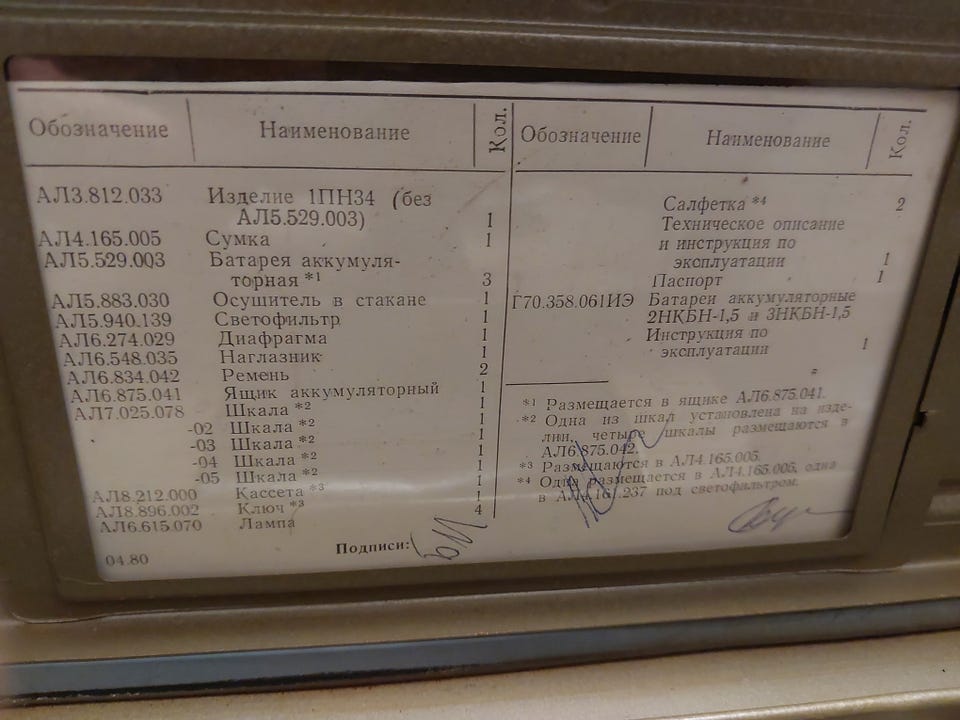 Обозначение Наименование Кол.
АЛ3.812.033 Изделие 1ПН34 (без
АЛ5.529.003) 1
АЛ4.165.005 Сумка 1
АЛ5.529.003 Батарея аккумуля-
торная *1 3
АЛ5.883.030 Осушитель в стакане 1
АЛ5.940.139 Светофильтр 1
АЛ6.274.029 Диафрагма 1
АЛ6.548.035 Наглазник 1
АЛ6.834.042 Ремень 2
АЛ6.875.041 Ящик аккумуляторный 1
АЛ7.025.078 Шкала *2 1
-02 Шкала *2 1
-03 Шкала *2 1
-04 Шкала *2 1
-05 Шкала *2 1
АЛ8.212.000 Кассета *3 1
АЛ8.896.002 Ключ *3 1
АЛ6.615.070 Лампа 4
04.80
Подписи:
Обозначение Наименование Кол.
Салфетка *4 2
Техническое описание
и инструкция по
эксплуатации 1
Паспорт 1
Г70.358.061ИЭ Батареи аккумуляторные
2НКБН-1,5 и 3НКБН-1,5
Инструкция по
эксплуатации 1
*1 Размещается в ящике АЛ6.875.041.
*2 Одна из шкал установлена на изде-
лии, четыре шкалы размещаются в
АЛ6.875.042.
*3 Размещаются в АЛ4.165.005.
*4 Одна размещается в АЛ4.165.005, одна
в 161.237 под светофильтром.